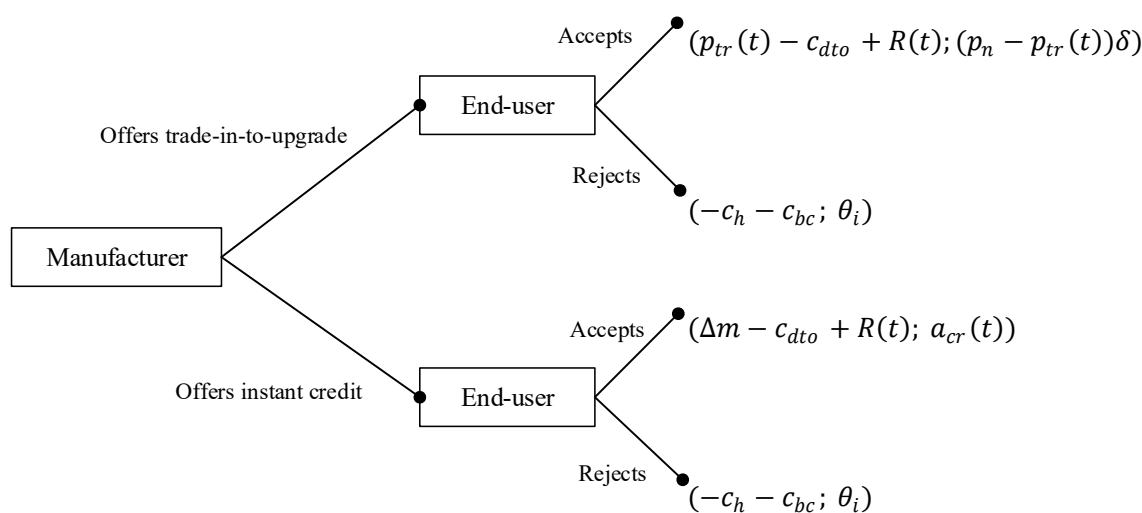 Accepts
(p_tr(t) − c_dto + R(t); (p_n − p_tr(t))δ)
End-user
Offers trade-in-to-upgrade
Rejects
(−c_h − c_bc; θ_i)
Manufacturer
Accepts
(Δm − c_dto + R(t); a_cr(t))
Offers instant credit
End-user
Rejects
(−c_h − c_bc; θ_i)